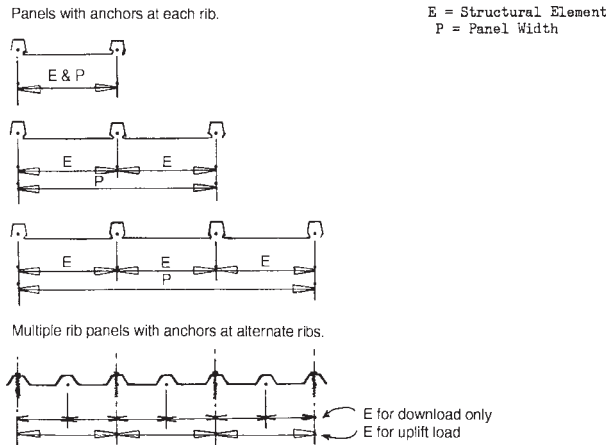 Panels with anchors at each rib.
E = Structural Element
P = Panel Width
E & P
E E
P
E E E
P
Multiple rib panels with anchors at alternate ribs.
E for download only
E for uplift load